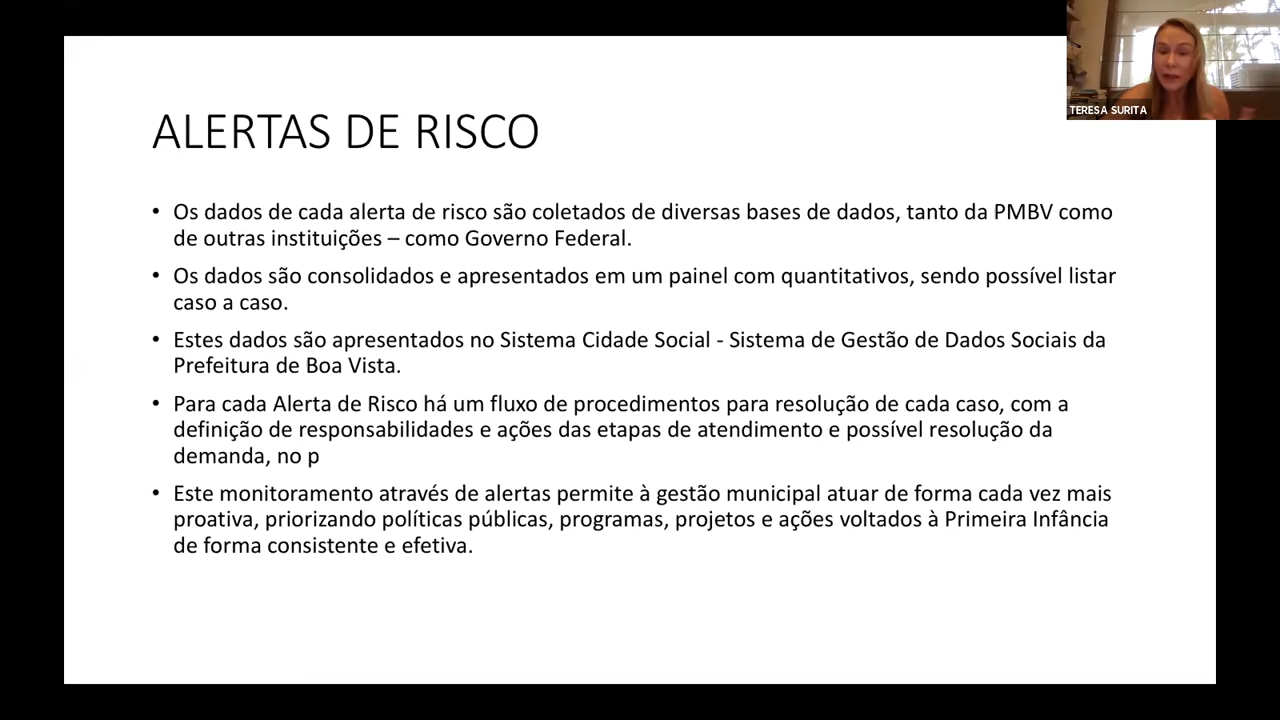 TERESA SURITA
ALERTAS DE RISCO
• Os dados de cada alerta de risco são coletados de diversas bases de dados, tanto da PMBV como
de outras instituições – como Governo Federal.
• Os dados são consolidados e apresentados em um painel com quantitativos, sendo possível listar
caso a caso.
• Estes dados são apresentados no Sistema Cidade Social - Sistema de Gestão de Dados Sociais da
Prefeitura de Boa Vista.
• Para cada Alerta de Risco há um fluxo de procedimentos para resolução de cada caso, com a
definição de responsabilidades e ações das etapas de atendimento e possível resolução da
demanda, no p
• Este monitoramento através de alertas permite à gestão municipal atuar de forma cada vez mais
proativa, priorizando políticas públicas, programas, projetos e ações voltados à Primeira Infância
de forma consistente e efetiva.